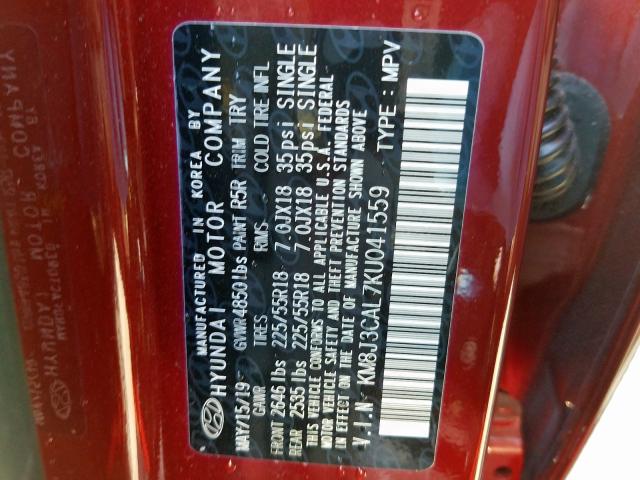 MANUFACTURED IN KOREA BY
HYUNDAI MOTOR COMPANY
MAY/15/19 GVWR 4850 lbs PAINT R5R TRIM TRY
GAWR TIRES RIMS COLD TIRE INFL
FRONT 2646 lbs 225/55R18 7.0JX18 35psi SINGLE
REAR 2535 lbs 225/55R18 7.0JX18 35psi SINGLE
THIS VEHICLE CONFORMS TO ALL APPLICABLE U.S.A. FEDERAL
MOTOR VEHICLE SAFETY AND THEFT PREVENTION STANDARDS
IN EFFECT ON THE DATE OF MANUFACTURE SHOWN ABOVE
V.I.N KM8J3CAL7KU041559 TYPE : MPV